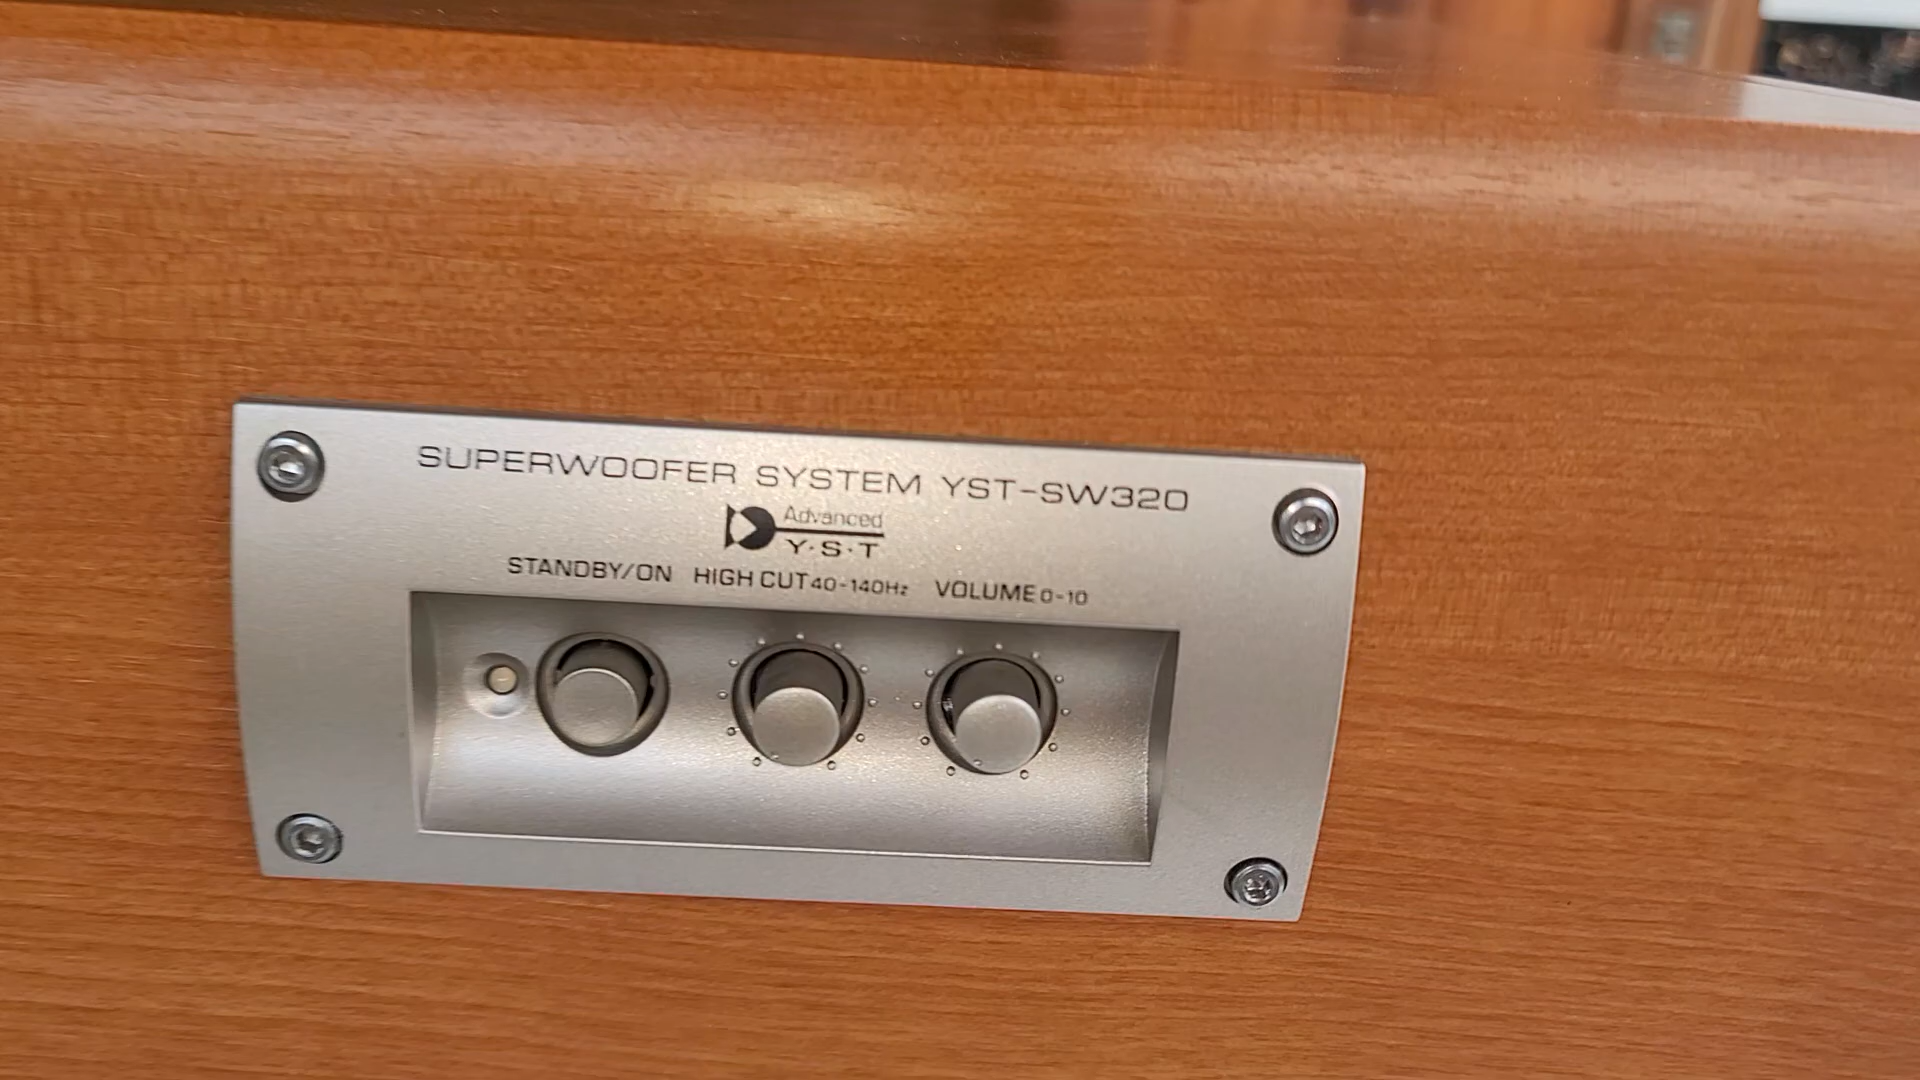 SUPERWOOFER SYSTEM YST-SW320
Advanced
Y·S·T
STANDBY/ON HIGH CUT 40-140Hz VOLUME 0-10